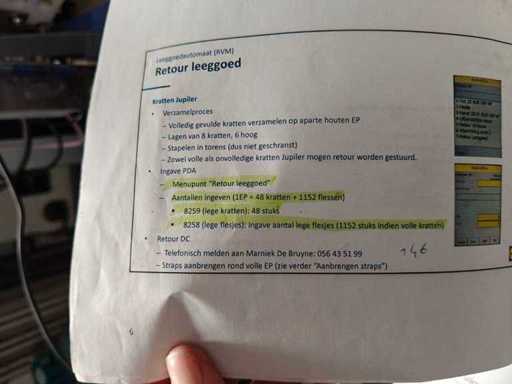 Leeggoedautomaat (RVM)
Retour leeggoed
Kratten Jupiler
• Verzamelproces
– Volledig gevulde kratten verzamelen op aparte houten EP
– Lagen van 8 kratten, 6 hoog
– Stapelen in torens (dus niet geschranst)
– Zowel volle als onvolledige kratten Jupiler mogen retour worden gestuurd.
• Ingave PDA
– Menupunt "Retour leeggoed"
– Aantallen ingeven (1EP = 48 kratten + 1152 flessen)
• 8259 (lege kratten): 48 stuks
• 8258 (lege flesjes): ingave aantal lege flesjes (1152 stuks indien volle kratten)
• Retour DC
– Telefonisch melden aan Marniek De Bruyne: 056 43 51 99
– Straps aanbrengen rond volle EP (zie verder "Aanbrengen straps")